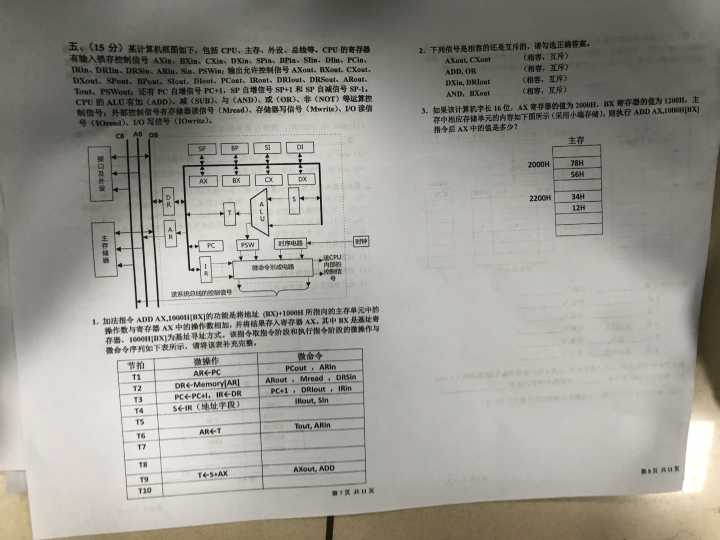 五、（15 分）某计算机框图如下，包括 CPU、主存、外设、总线等。CPU 的寄存器
有输入锁存控制信号 AXin、BXin、CXin、DXin、SPin、BPin、SIin、DIin、PCin、
IRin、DRIin、DRSin、ARin、Sin、PSWin；输出允许控制信号 AXout、BXout、CXout、
DXout、SPout、BPout、SIout、DIout、PCout、IRout、DRIout、DRSout、ARout、
Tout、PSWout；还有 PC 自增信号 PC+1，SP 自增信号 SP+1 和 SP 自减信号 SP-1。
CPU 的 ALU 有加（ADD）、减（SUB）、与（AND）、或（OR）、非（NOT）等运算控
制信号；外部控制信号有存储器读信号（Mread）、存储器写信号（Mwrite）、I/O 读信
号（IOread）、I/O 写信号（IOwrite）。
CB AB DB
接口及外设
主存储器
SP BP SI DI
AX BX CX DX
DR
AR
T
ALU
S
PC
PSW
时序电路
时钟
IR
微命令形成电路
送CPU
内部的
控制信
号
送系统总线的控制信号
1. 加法指令 ADD AX,1000H[BX]的功能是将地址 (BX)+1000H 所指向的主存单元中的
操作数与寄存器 AX 中的操作数相加，并将结果存入寄存器 AX。其中 BX 是基址寄
存器，1000H[BX]为基址寻址方式。该指令取指令阶段和执行指令阶段的微操作与
微命令序列如下表所示，请将该表补充完整。
节拍 微操作 微命令
T1 AR←PC PCout ，ARin
T2 DR←Memory[AR] ARout ，Mread ，DRSin
T3 PC←PC+I，IR←DR PC+1 ，DRIout ，IRin
T4 S←IR（地址字段） IRout, Sin
T5
T6 AR←T Tout, ARin
T7
T8
T9 T←S+AX AXout, ADD
T10
第 7 页 共 11 页
2. 下列信号是相容的还是互斥的，请勾选正确答案。
AXout, CXout （相容，互斥）
ADD, OR （相容，互斥）
DXin, DRIout （相容，互斥）
AND，BXout （相容，互斥）
3. 如果该计算机字长 16 位，AX 寄存器的值为 2000H，BX 寄存器的值为 1200H，主
存中相应存储单元的内容如下图所示（采用小端存储），则执行 ADD AX,1000H[BX]
指令后 AX 中的值是多少？
主存
2000H 78H
56H
2200H 34H
12H
第 8 页 共 11 页